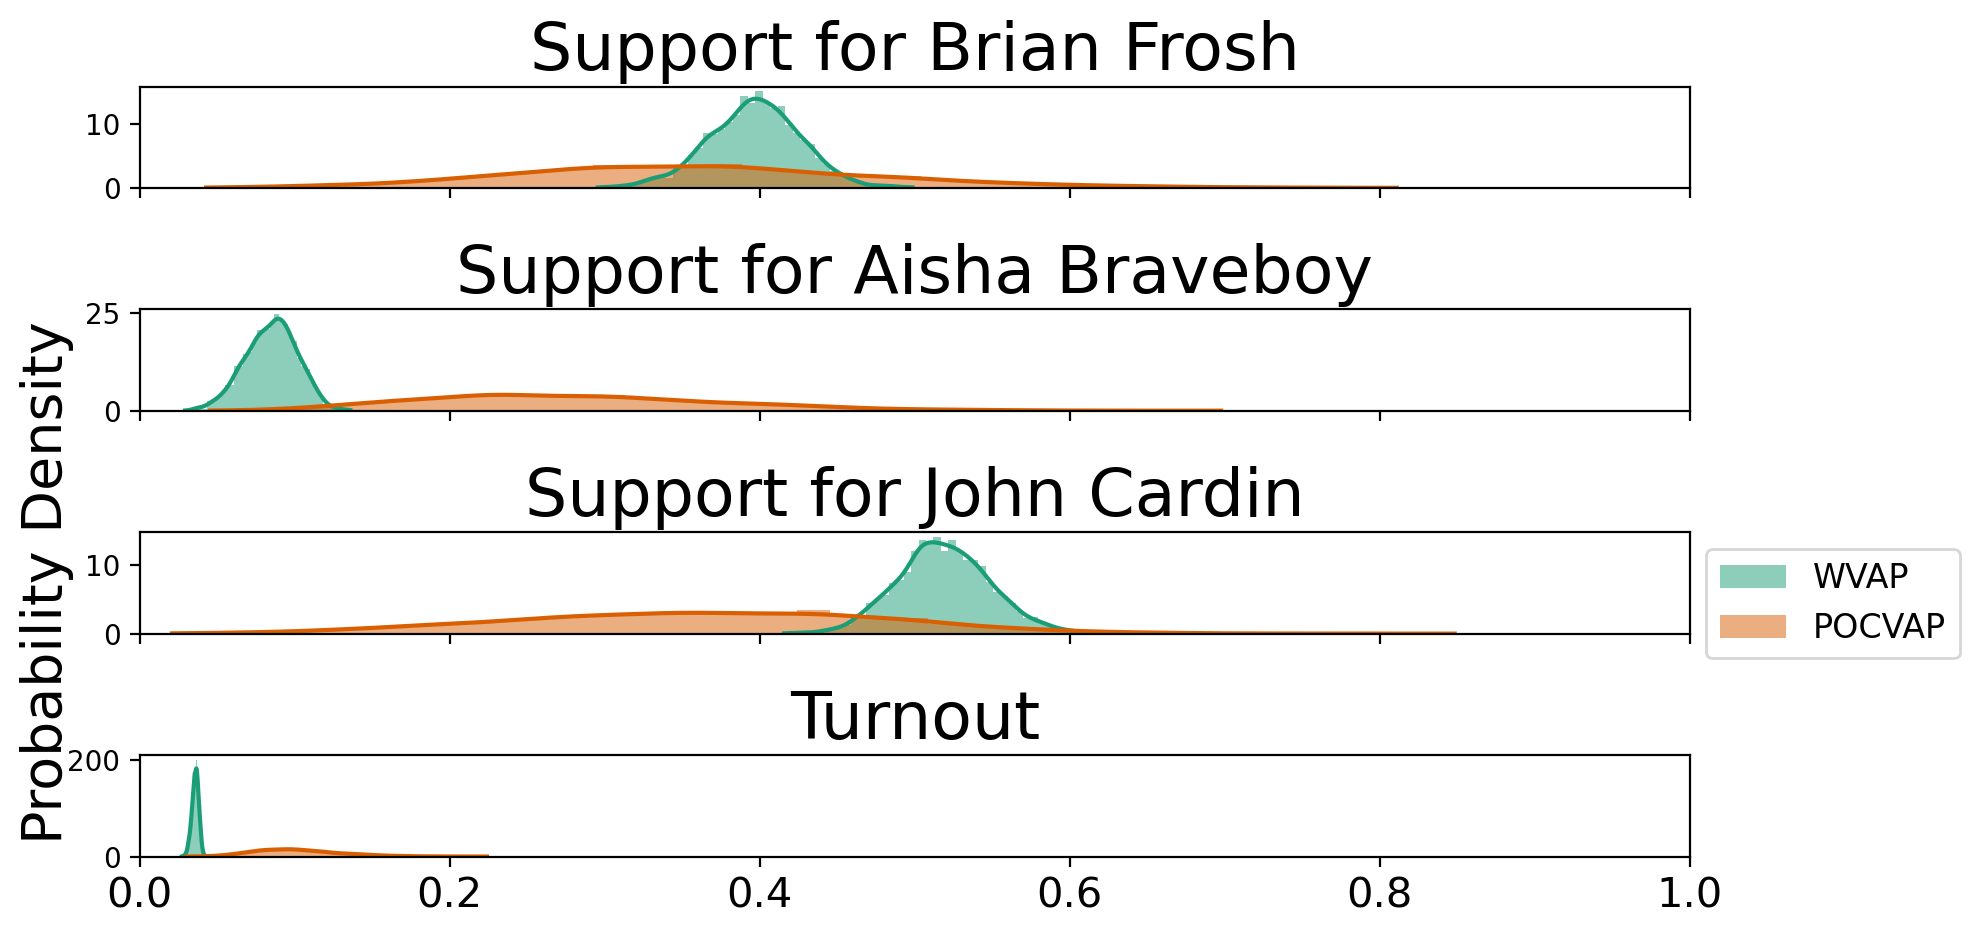 Support for Brian Frosh
10
0
Support for Aisha Braveboy
25
0
Support for John Cardin
10
0
WVAP
POCVAP
Turnout
200
0
0.0 0.2 0.4 0.6 0.8 1.0
Probability Density